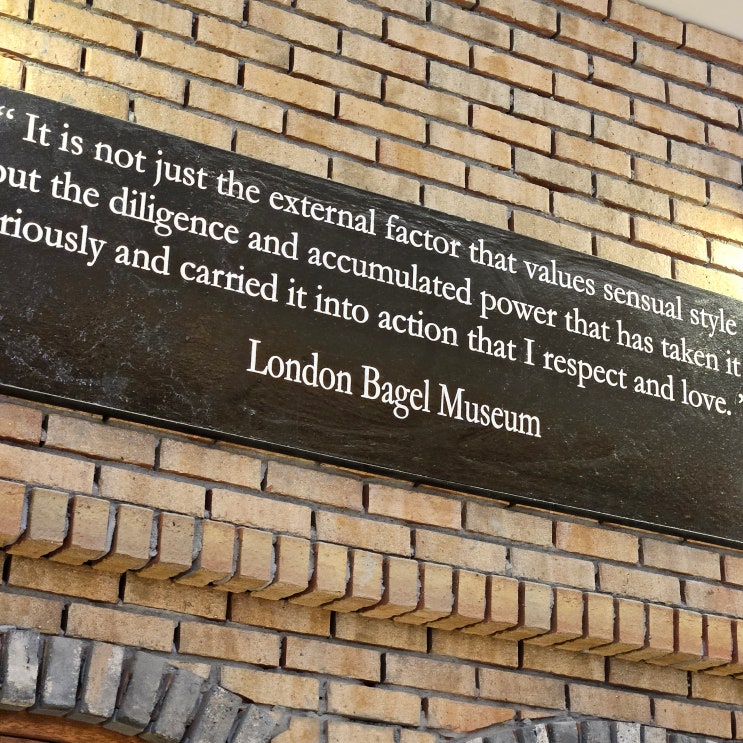 “ It is not just the external factor that values sensual style
out the diligence and accumulated power that has taken it
riously and carried it into action that I respect and love. ”
London Bagel Museum